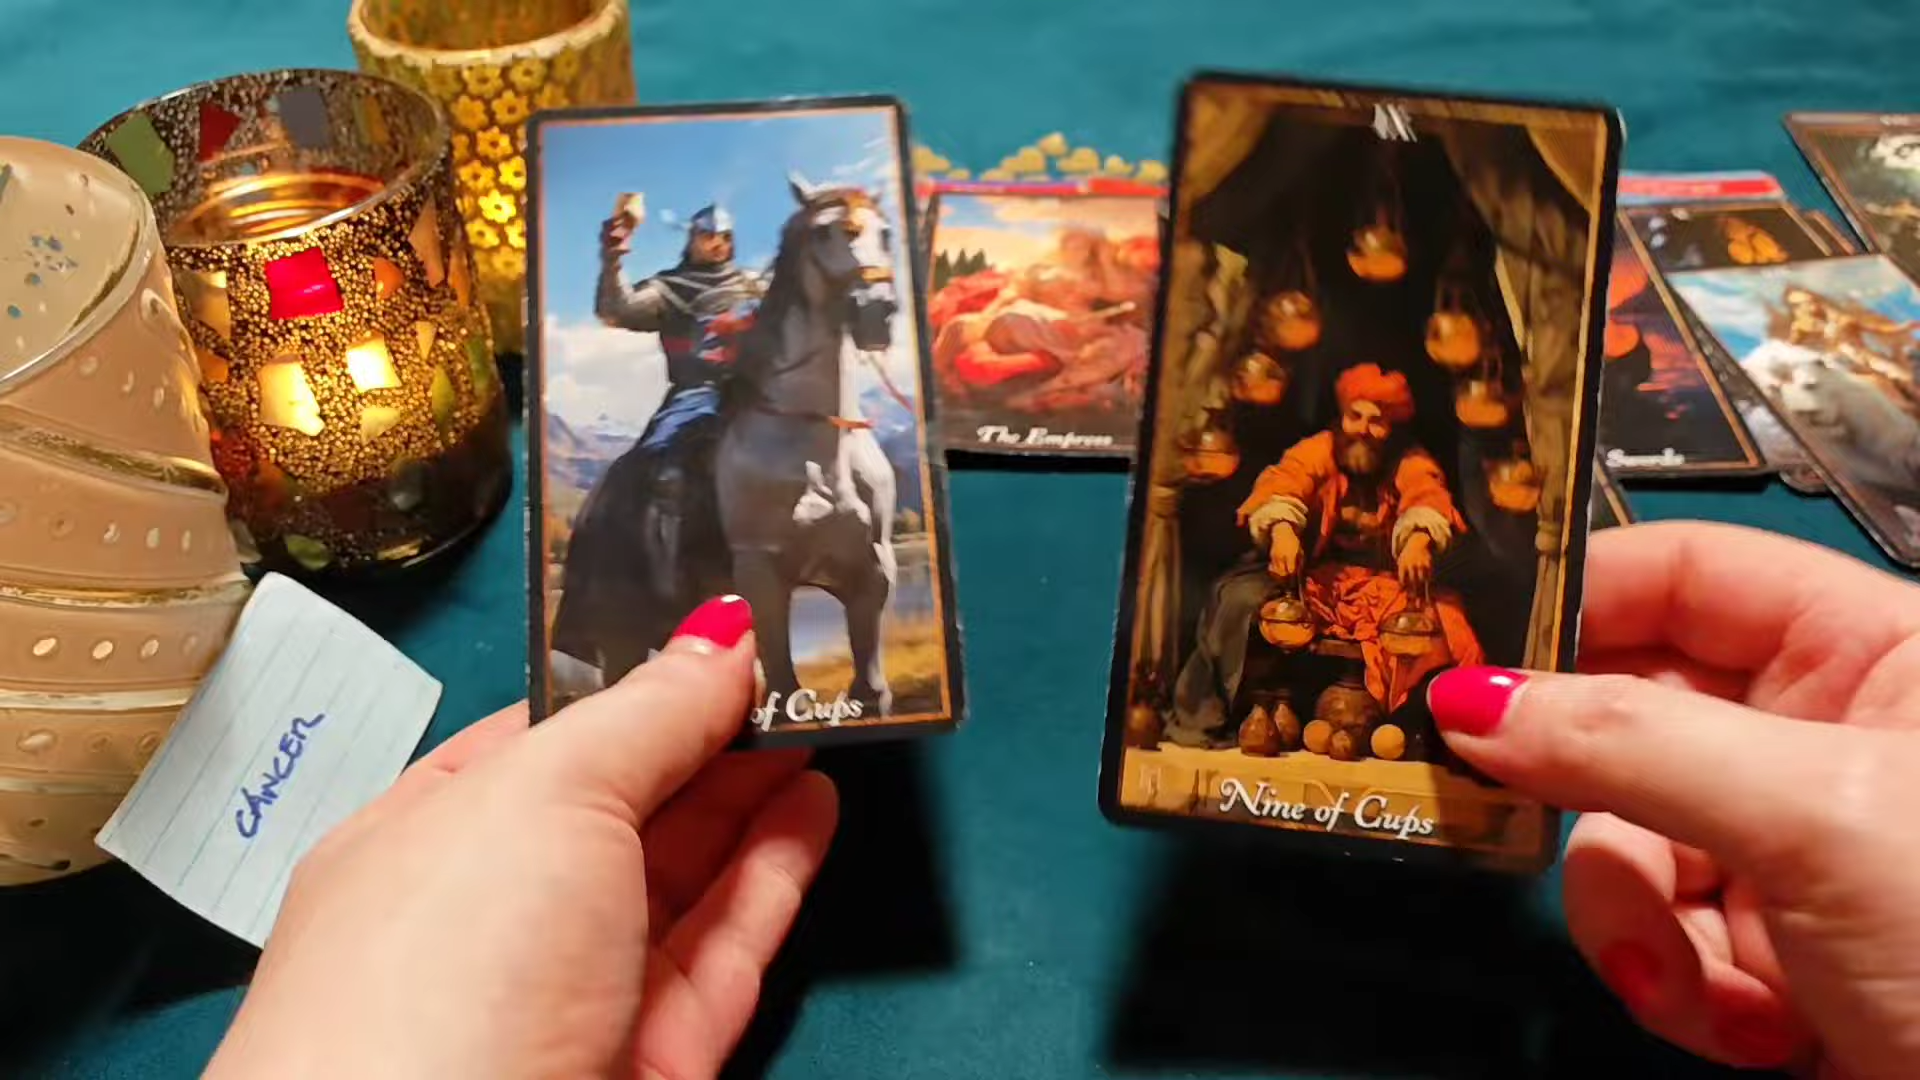 The Empress
Swords
of Cups
CANCER
Nine of Cups